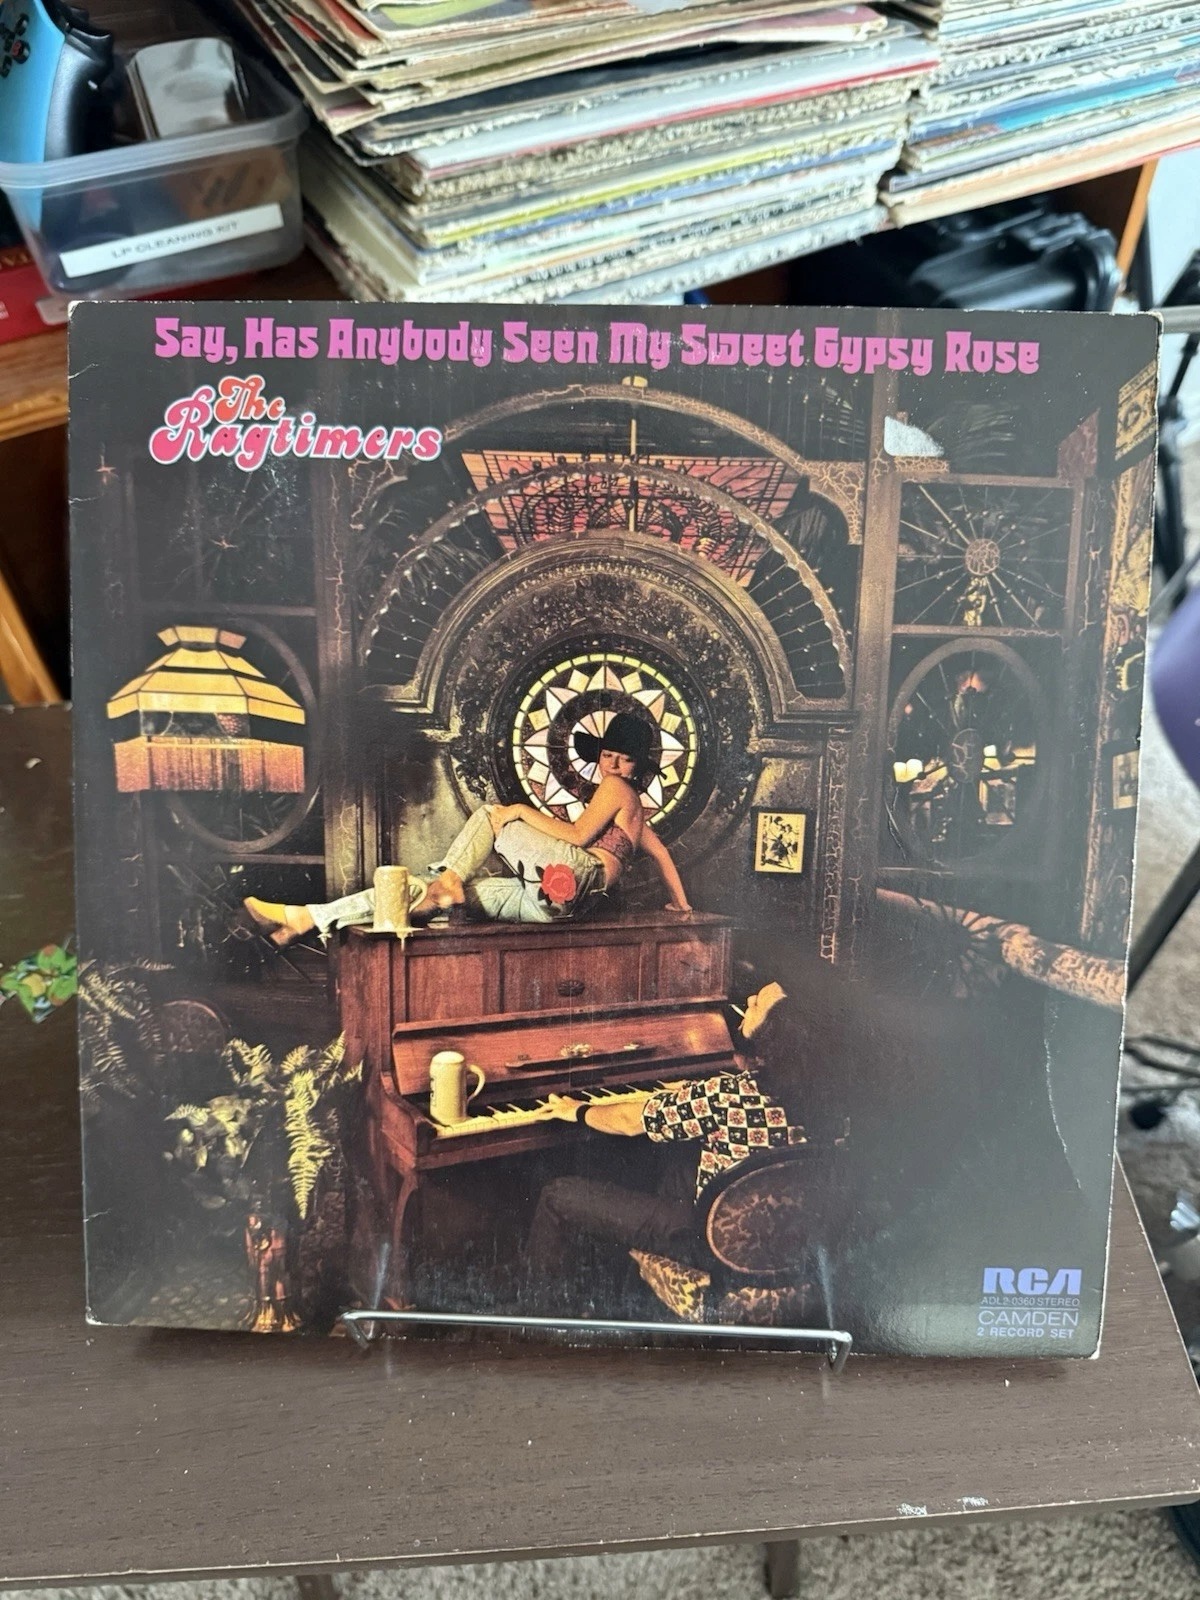 LP CLEANING KIT
Say, Has Anybody Seen My Sweet Gypsy Rose
The
Ragtimers
RCA
ADL2-0360 STEREO
CAMDEN
2 RECORD SET